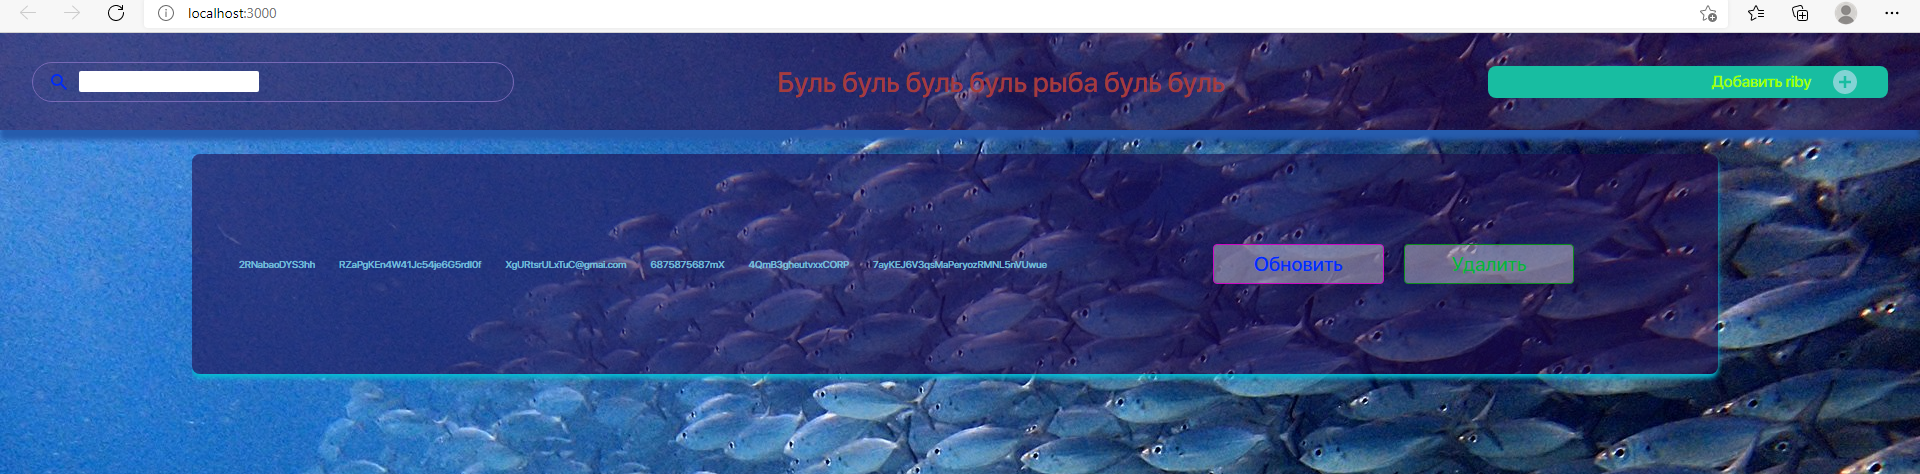 localhost:3000
Буль буль буль буль рыба буль буль
Добавить riby
2RNabaoDYS3hh RZaPgKEn4W41Jc54je6G5rdI0f XgURtsrULxTuC@gmai.com 6875875687mX 4QmB3gheutvxxCORP 7ayKEJ6V3qsMaPeryozRMNL5nVUwue
Обновить
Удалить